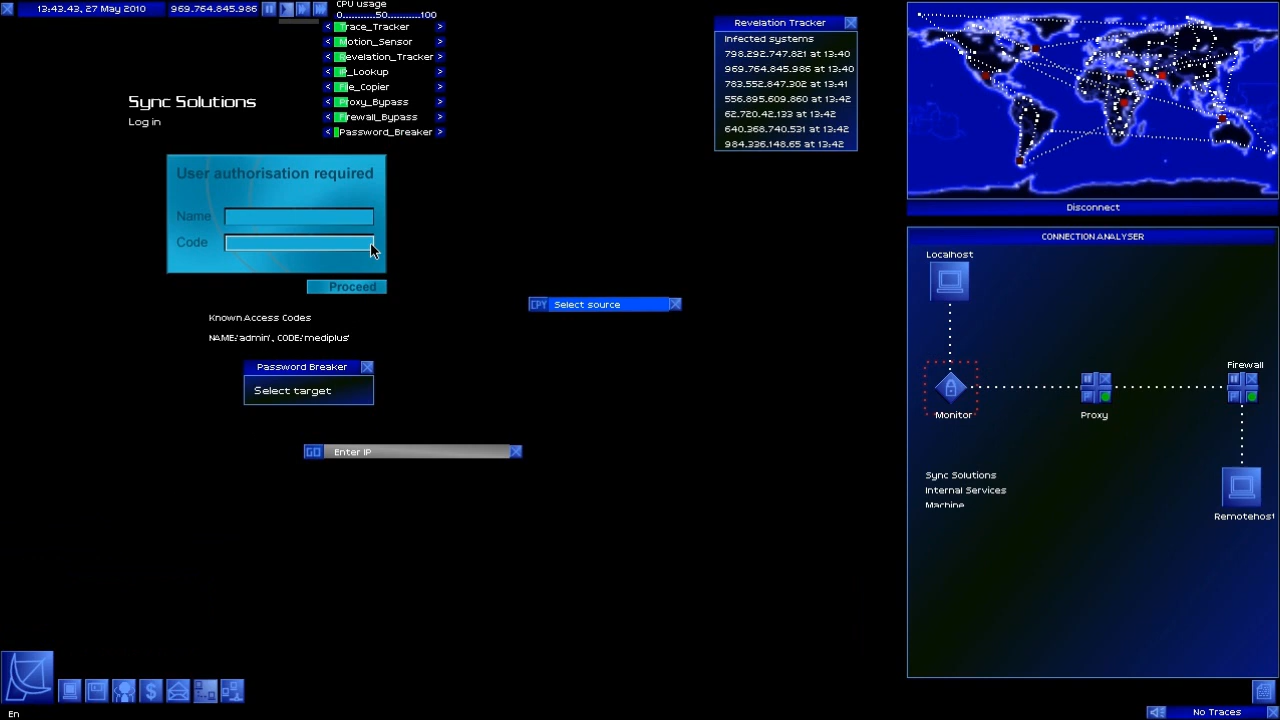 13:43.43, 27 May 2010
969.764.845.986
CPU usage
0..........50..........100
Trace_Tracker
Motion_Sensor
Revelation_Tracker
IP_Lookup
File_Copier
Proxy_Bypass
Firewall_Bypass
Password_Breaker
Sync Solutions
Log in
User authorisation required
Name
Code
Proceed
Known Access Codes
NAME:'admin', CODE:'mediplus'
Password Breaker
Select target
CPY
Select source
GO
Enter IP
Revelation Tracker
Infected systems
798.292.747.821 at 13:40
969.764.845.986 at 13:40
783.552.847.302 at 13:41
556.895.609.860 at 13:42
62.720.42.133 at 13:42
640.368.740.531 at 13:42
984.336.148.65 at 13:42
Disconnect
CONNECTION ANALYSER
Localhost
Monitor
Proxy
Firewall
Remotehost
Sync Solutions
Internal Services
Machine
En
No Traces